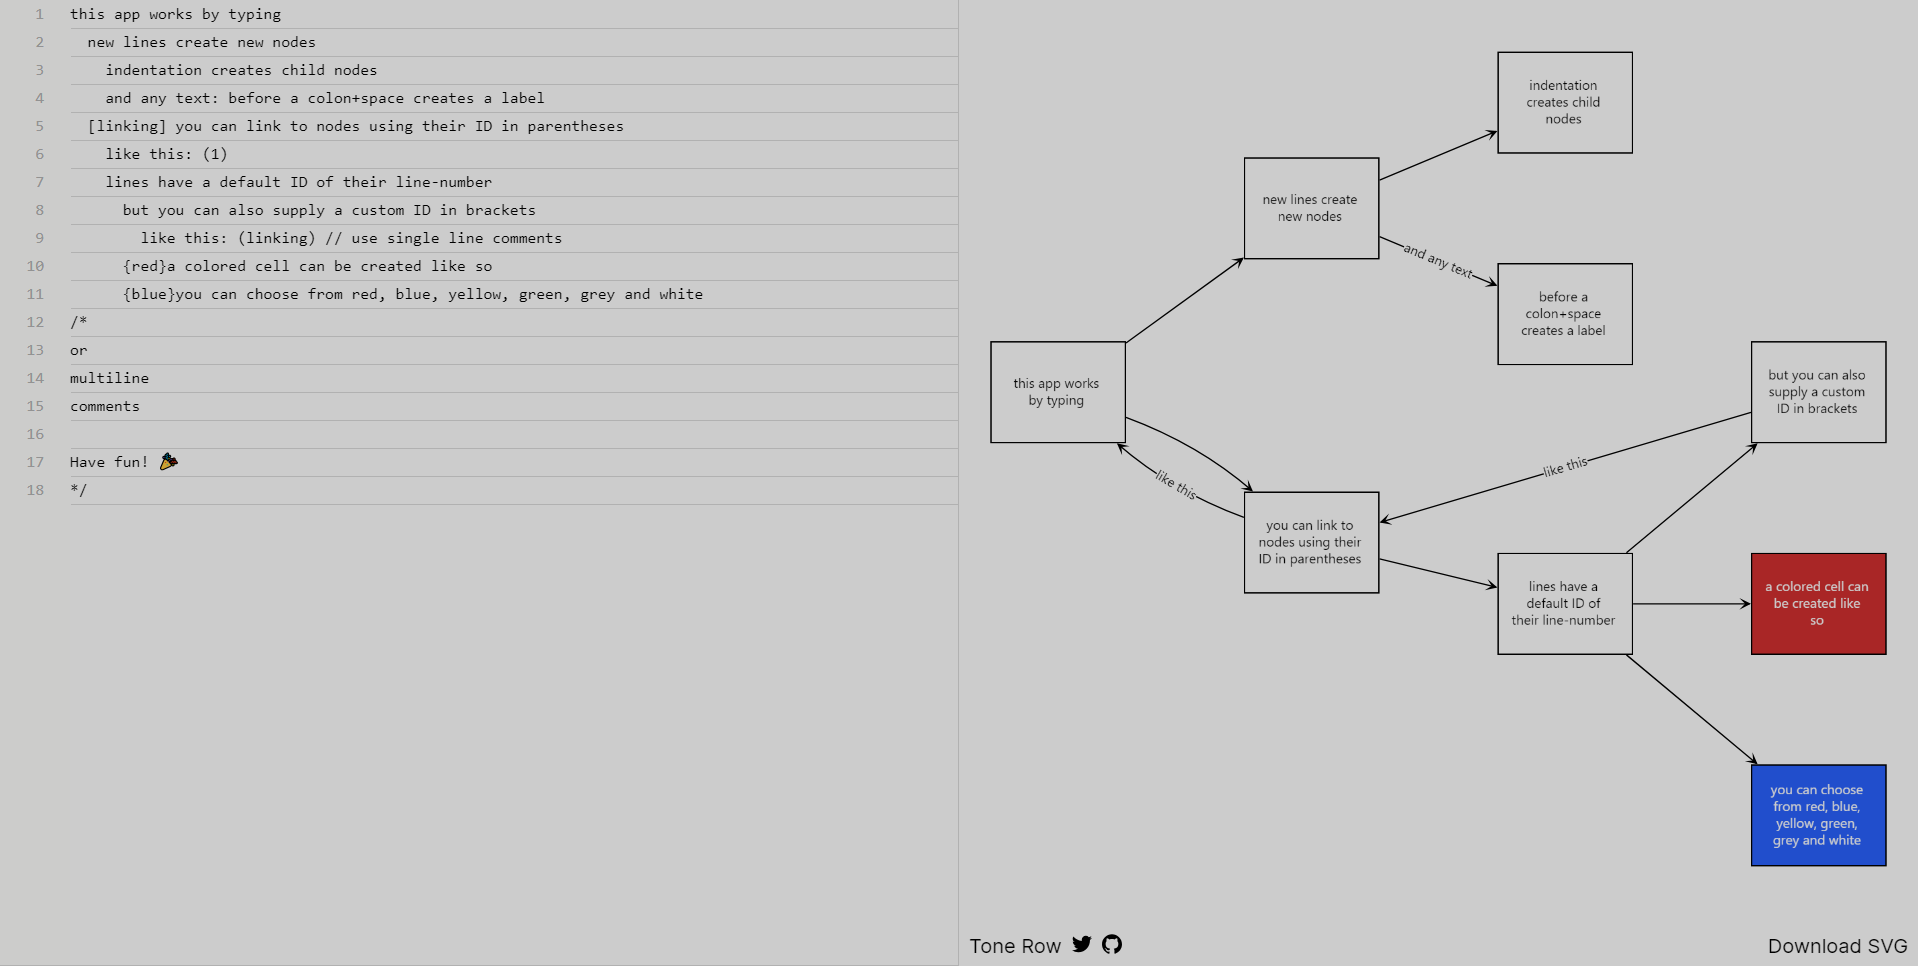 1 this app works by typing
2 new lines create new nodes
3 indentation creates child nodes
4 and any text: before a colon+space creates a label
5 [linking] you can link to nodes using their ID in parentheses
6 like this: (1)
7 lines have a default ID of their line-number
8 but you can also supply a custom ID in brackets
9 like this: (linking) // use single line comments
10 {red}a colored cell can be created like so
11 {blue}you can choose from red, blue, yellow, green, grey and white
12 /*
13 or
14 multiline
15 comments
16
17 Have fun! 🎉
18 */
indentation
creates child
nodes
new lines create
new nodes
and any text
before a
colon+space
creates a label
this app works
by typing
but you can also
supply a custom
ID in brackets
like this
like this
you can link to
nodes using their
ID in parentheses
lines have a
default ID of
their line-number
a colored cell can
be created like
so
you can choose
from red, blue,
yellow, green,
grey and white
Tone Row
Download SVG